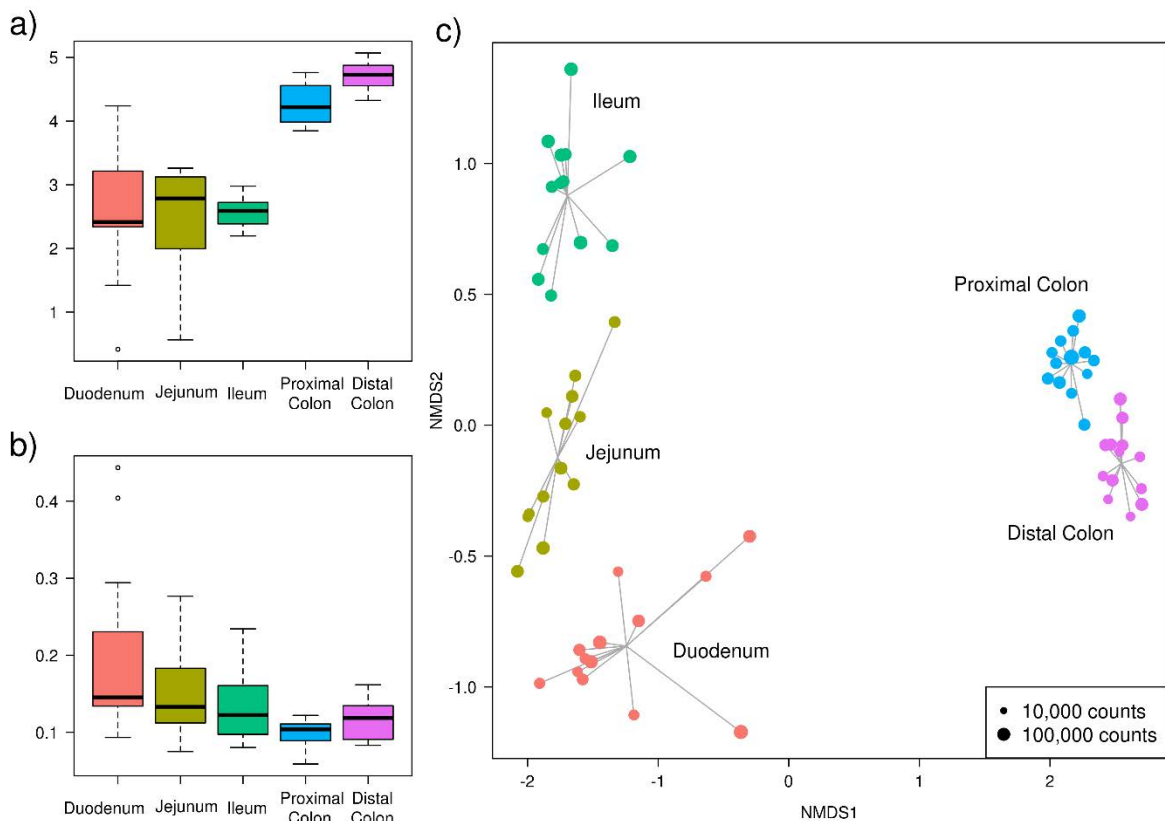 a)
5
4
3
2
1
Duodenum
Jejunum
Ileum
Proximal
Colon
Distal
Colon
b)
0.4
0.3
0.2
0.1
Duodenum
Jejunum
Ileum
Proximal
Colon
Distal
Colon
c)
NMDS2
1.0
0.5
0.0
-0.5
-1.0
Ileum
Proximal Colon
Jejunum
Distal Colon
Duodenum
10,000 counts
100,000 counts
-2
-1
0
1
2
NMDS1